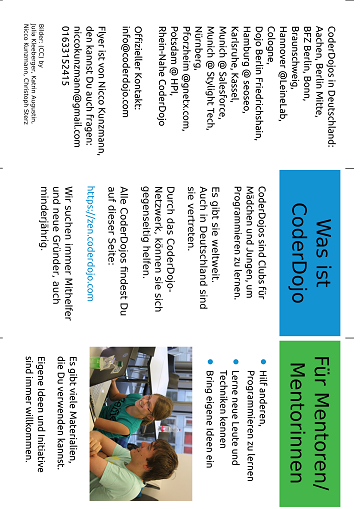 CoderDojos in Deutschland:
Aachen, Berlin Mitte,
BFZ Berlin, Bonn,
Braunschweig,
Hannover @LeineLab,
Cologne,
Dojo Berlin Friedrichshain,
Hamburg @ seoseo,
Karlsruhe, Kassel,
Munich @ Salesforce,
Munich @ Stylight Tech,
Nürnberg,
Pforzheim @gnetx.com,
Potsdam @ HPI,
Rhein-Nahe CoderDojo
Offizieller Kontakt:
info@coderdojo.com
Flyer ist von Nicco Kunzmann,
den kannst Du auch fragen:
niccokunzmann@gmail.com
01633152415
Bilder: (CC) by
Julia Kleeberger, Katrin Augustin,
Nicco Kunzmann, Christoph Sterz
Was ist
CoderDojo
CoderDojos sind Clubs für
Mädchen und Jungen, um
Programmieren zu lernen.
Es gibt sie weltweit.
Auch in Deutschland sind
sie vertreten.
Durch das CoderDojo-
Netzwerk, können sie sich
gegenseitig helfen.
Alle CoderDojos findest Du
auf dieser Seite:
https://zen.coderdojo.com
Wir suchen immer Mithelfer
und neue Gründer, auch
minderjährig.
Für Mentoren/
Mentorinnen
Hilf anderen,
Programmieren zu lernen
Lerne neue Leute und
Techniken kennen
Bring eigene Ideen ein
Es gibt viele Materialien,
die Du verwenden kannst.
Eigene Ideen und Initiative
sind immer willkommen.